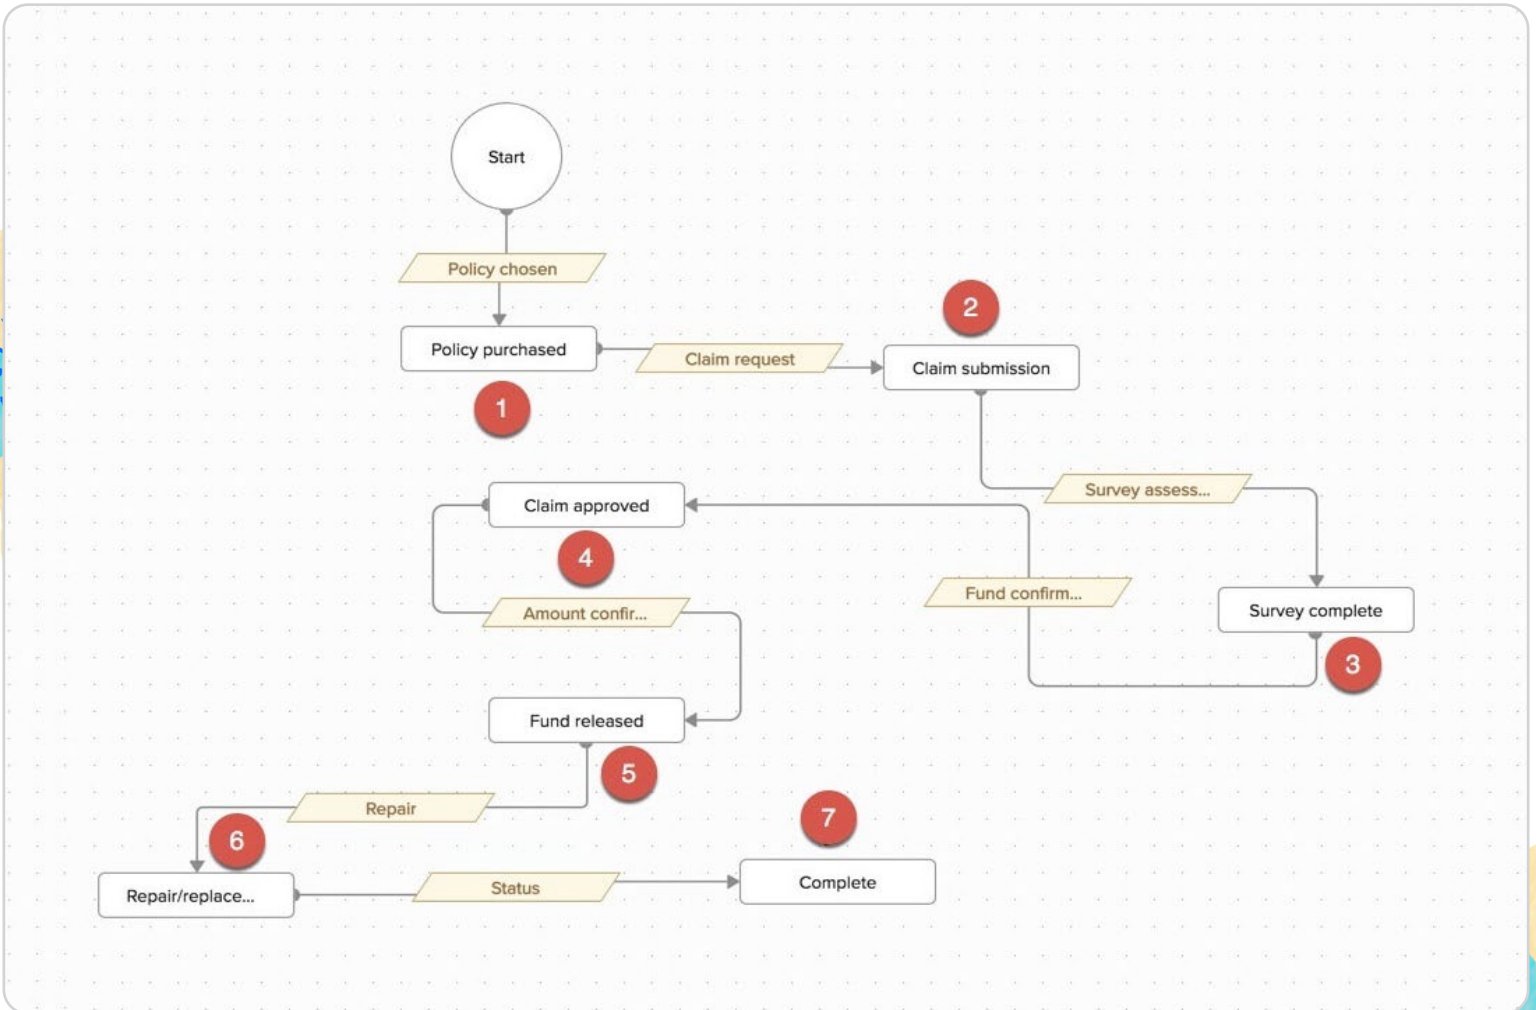 Start
Policy chosen
Policy purchased
1
Claim request
2
Claim submission
Survey assess...
Survey complete
3
Fund confirm...
Claim approved
4
Amount confir...
Fund released
5
Repair
6
Repair/replace...
Status
7
Complete